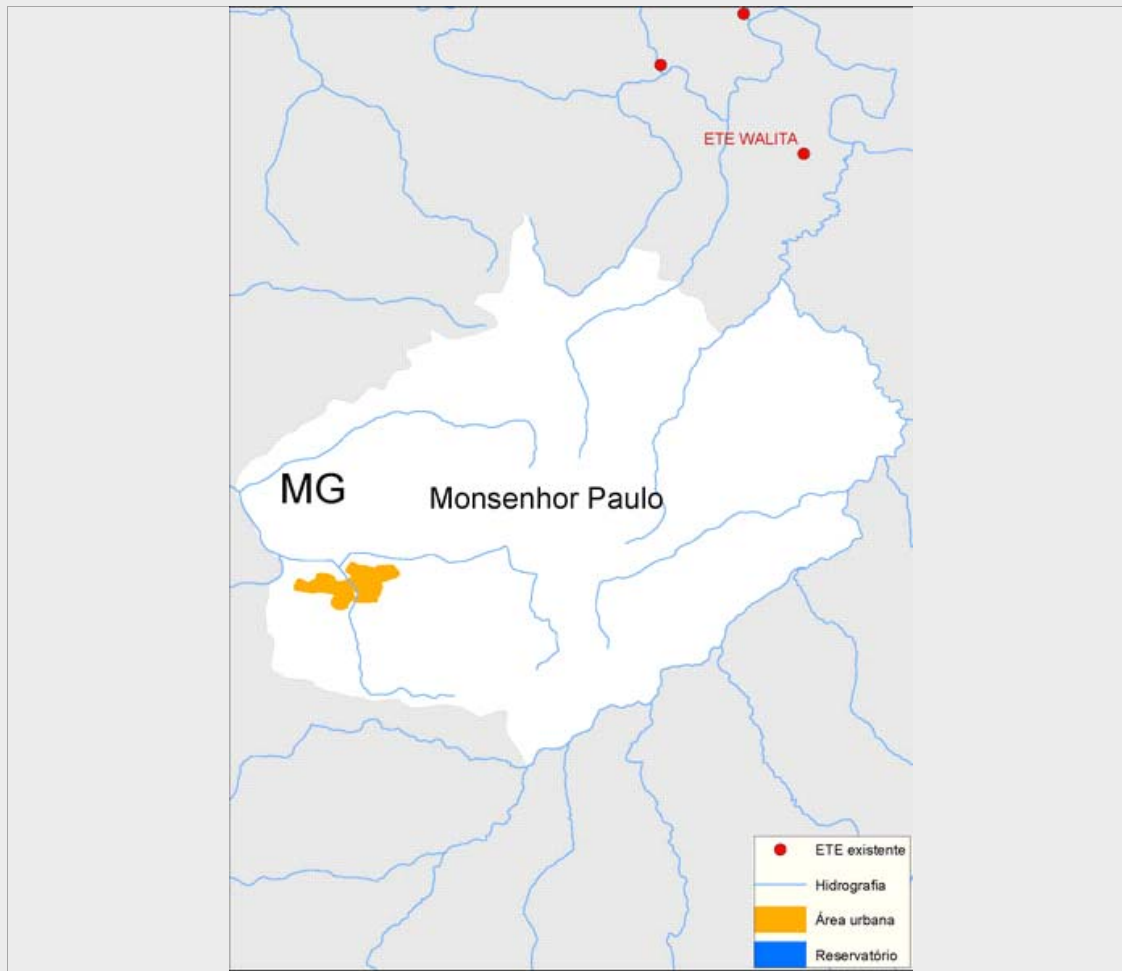 ETE WALITA
MG
Monsenhor Paulo
ETE existente
Hidrografia
Área urbana
Reservatório